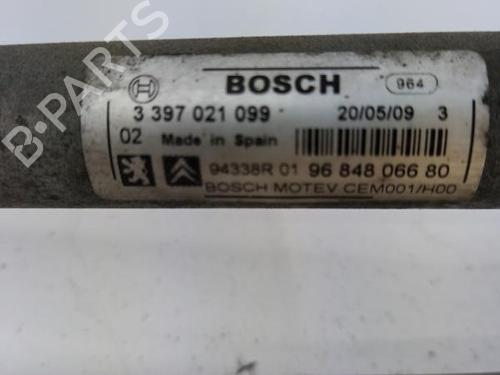 BOSCH 964
3 397 021 099 20/05/09 3
02 Made in Spain
94338R 01 96 848 066 80
BOSCH MOTEV CEM001/H00
B-PARTS